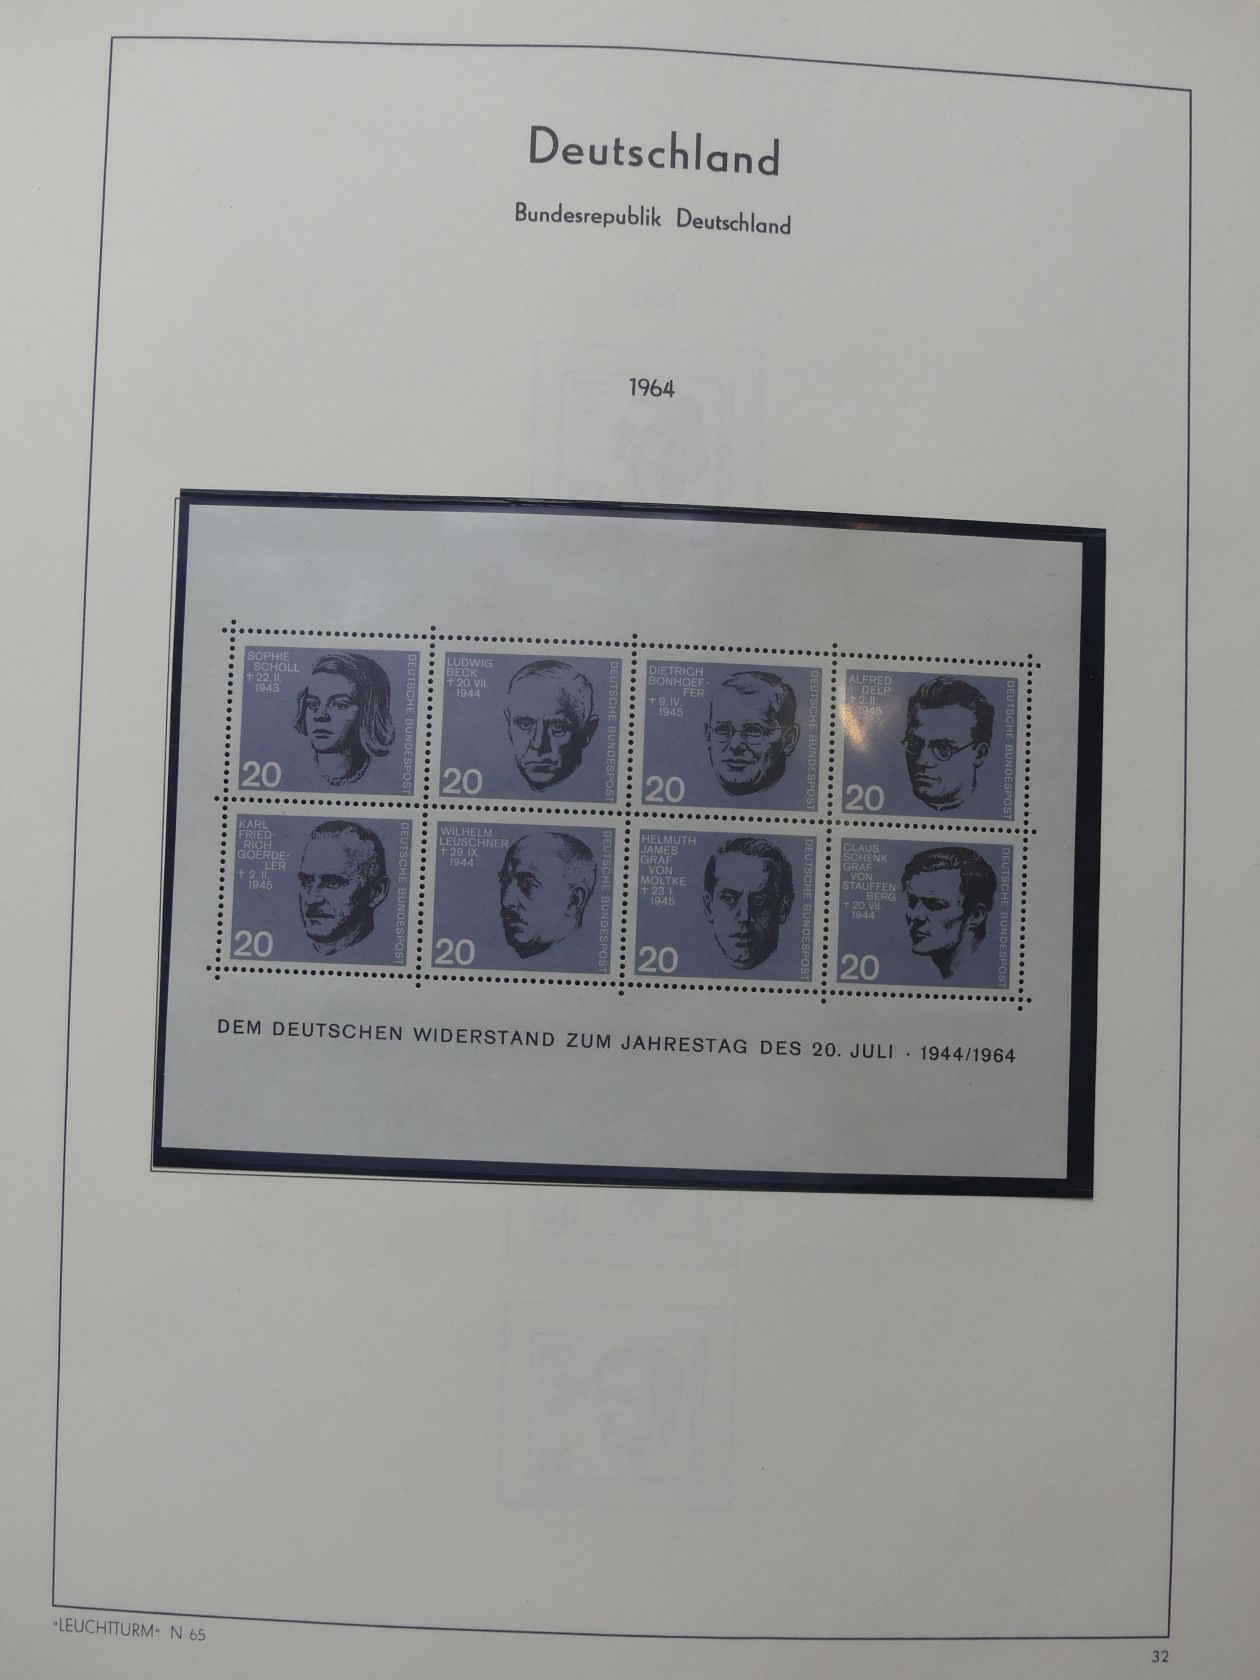 Deutschland
Bundesrepublik Deutschland
1964
SOPHIE
SCHOLL
† 22. II.
1943
DEUTSCHE BUNDESPOST
20
LUDWIG
BECK
† 20. VII.
1944
DEUTSCHE BUNDESPOST
20
DIETRICH
BONHOEF-
FER
† 9. IV.
1945
DEUTSCHE BUNDESPOST
20
ALFRED
DELP
† 2. II.
1945
DEUTSCHE BUNDESPOST
20
KARL
FRIED-
RICH
GOERDE-
LER
† 2. II.
1945
DEUTSCHE BUNDESPOST
20
WILHELM
LEUSCHNER
† 29. IX.
1944
DEUTSCHE BUNDESPOST
20
HELMUTH
JAMES
GRAF
VON
MOLTKE
† 23. I.
1945
DEUTSCHE BUNDESPOST
20
CLAUS
SCHENK
GRAF
VON
STAUFFEN
BERG
† 20. VII.
1944
DEUTSCHE BUNDESPOST
20
DEM DEUTSCHEN WIDERSTAND ZUM JAHRESTAG DES 20. JULI · 1944/1964
»LEUCHTTURM« N 65
32